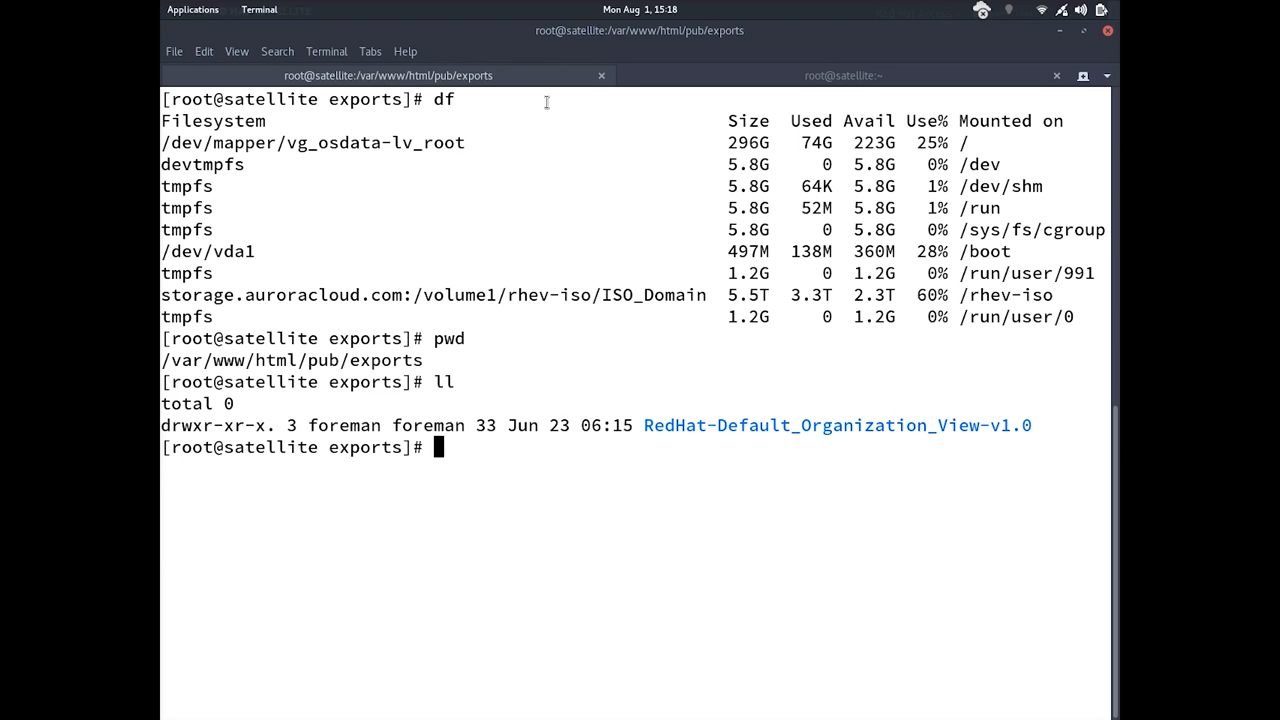 Applications Terminal Mon Aug 1, 15:18
root@satellite:/var/www/html/pub/exports
File Edit View Search Terminal Tabs Help
root@satellite:/var/www/html/pub/exports root@satellite:~
[root@satellite exports]# df
Filesystem Size Used Avail Use% Mounted on
/dev/mapper/vg_osdata-lv_root 296G 74G 223G 25% /
devtmpfs 5.8G 0 5.8G 0% /dev
tmpfs 5.8G 64K 5.8G 1% /dev/shm
tmpfs 5.8G 52M 5.8G 1% /run
tmpfs 5.8G 0 5.8G 0% /sys/fs/cgroup
/dev/vda1 497M 138M 360M 28% /boot
tmpfs 1.2G 0 1.2G 0% /run/user/991
storage.auroracloud.com:/volume1/rhev-iso/ISO_Domain 5.5T 3.3T 2.3T 60% /rhev-iso
tmpfs 1.2G 0 1.2G 0% /run/user/0
[root@satellite exports]# pwd
/var/www/html/pub/exports
[root@satellite exports]# ll
total 0
drwxr-xr-x. 3 foreman foreman 33 Jun 23 06:15 RedHat-Default_Organization_View-v1.0
[root@satellite exports]#